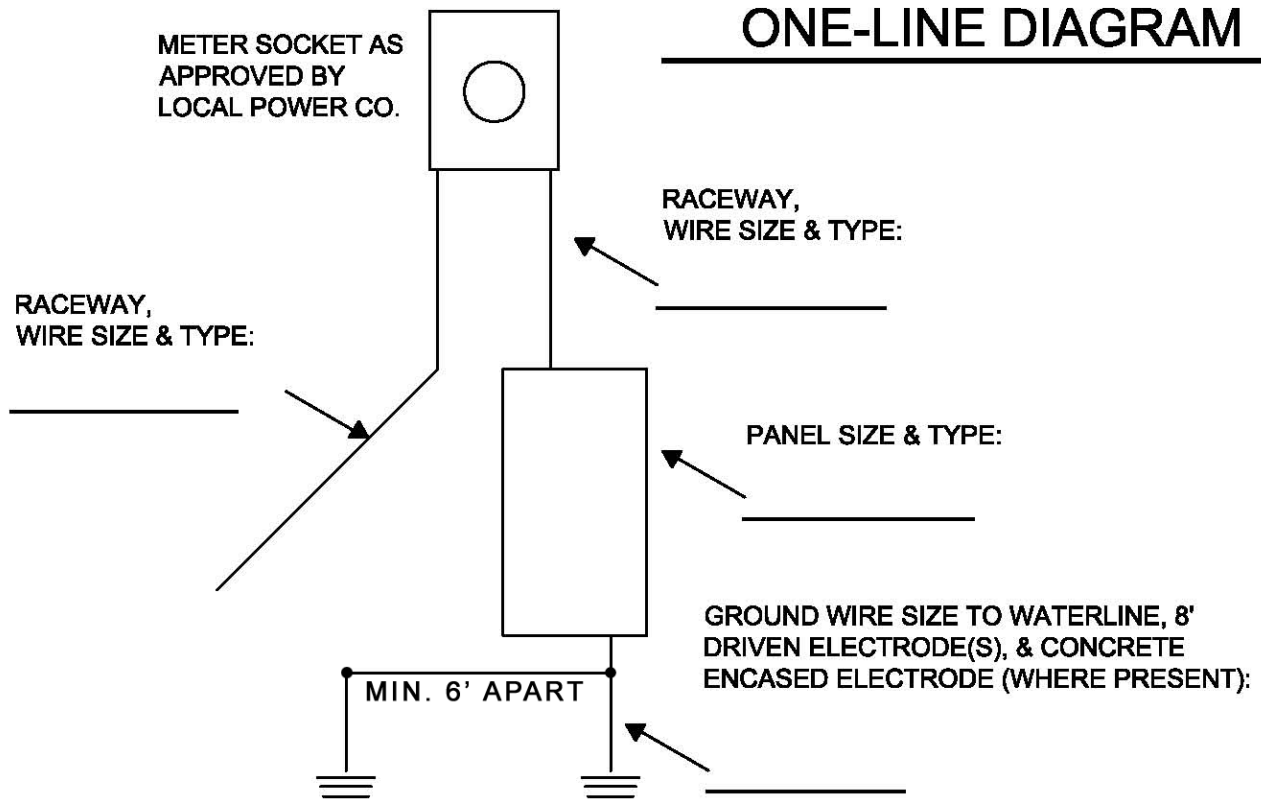 ONE-LINE DIAGRAM
METER SOCKET AS
APPROVED BY
LOCAL POWER CO.
RACEWAY,
WIRE SIZE & TYPE:
RACEWAY,
WIRE SIZE & TYPE:
PANEL SIZE & TYPE:
GROUND WIRE SIZE TO WATERLINE, 8'
DRIVEN ELECTRODE(S), & CONCRETE
ENCASED ELECTRODE (WHERE PRESENT):
MIN. 6’ APART